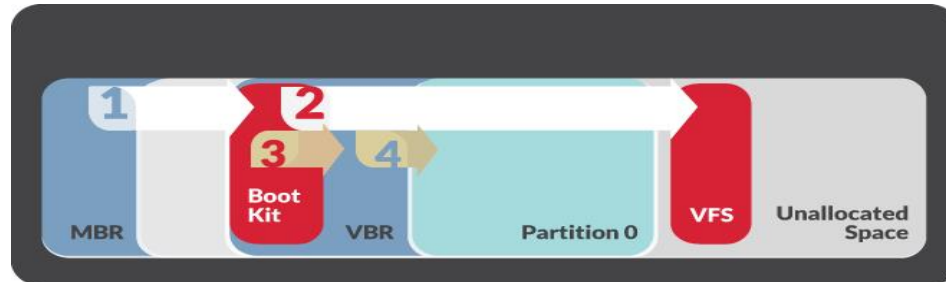 1
2
3
4
Boot
Kit
MBR
VBR
Partition 0
VFS
Unallocated
Space